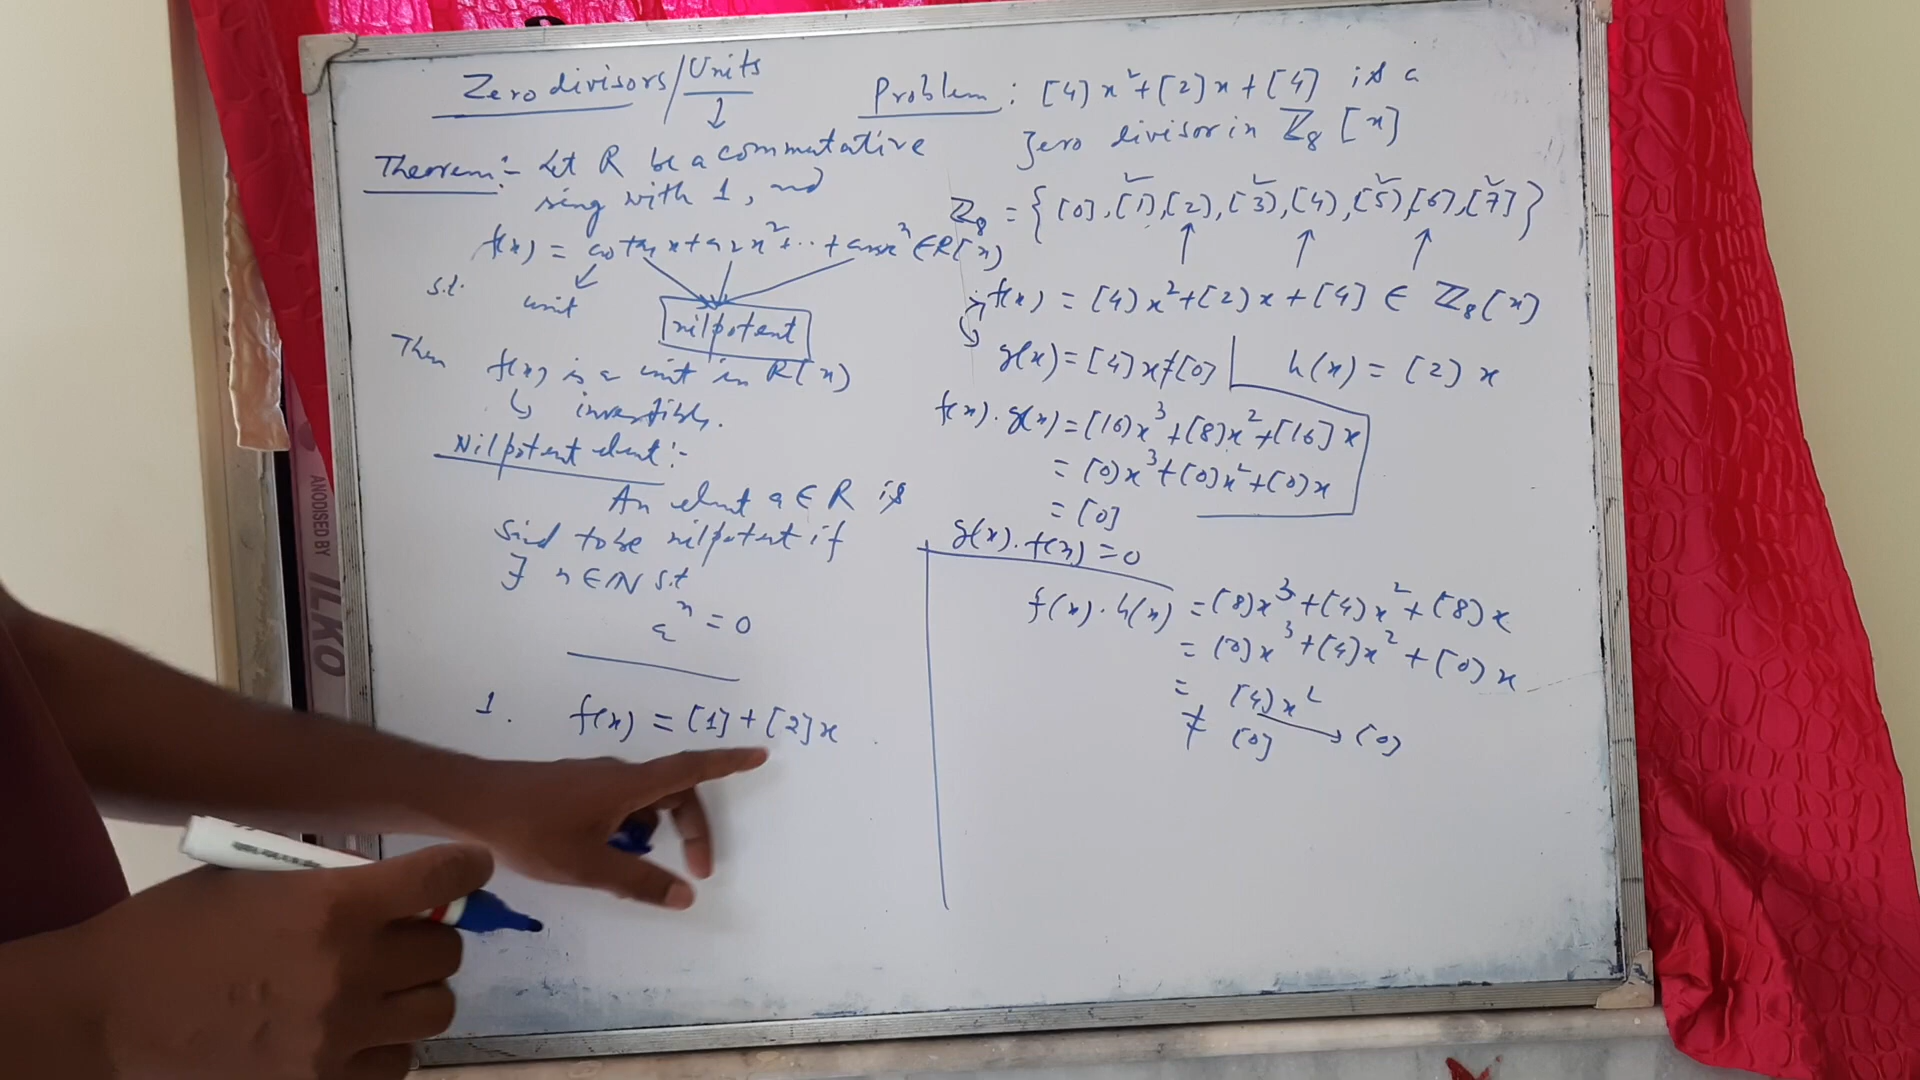 Zero divisors/Units
↓
Theorem:- Let R be a commutative
ring with 1, and
f(x) = a₀+a₁x+a₂x²+..+aₙxⁿ ∈ R[x]
s.t. unit
nilpotent
Then f(x) is a unit in R[x]
↳ invertible.
Nilpotent element:-
An element a ∈ R is
said to be nilpotent if
∃ n ∈ N s.t
aⁿ = 0
1. f(x) = [1]+[2]x
Problem: [4]x²+[2]x+[4] is a
zero divisor in ℤ₈[x]
ℤ₈ = {[0],[1],[2],[3],[4],[5],[6],[7]}
f(x) = [4]x²+[2]x+[4] ∈ ℤ₈[x]
g(x) = [4]x≠[0] | h(x) = [2]x
f(x).g(x) = [16]x³+[8]x²+[16]x
= [0]x³+[0]x²+[0]x
= [0]
g(x).f(x) = 0
f(x).h(x) = [8]x³+[4]x²+[8]x
= [0]x³+[4]x²+[0]x
= [4]x²
≠ [0] → [0]
ANODISED BY
ILKO